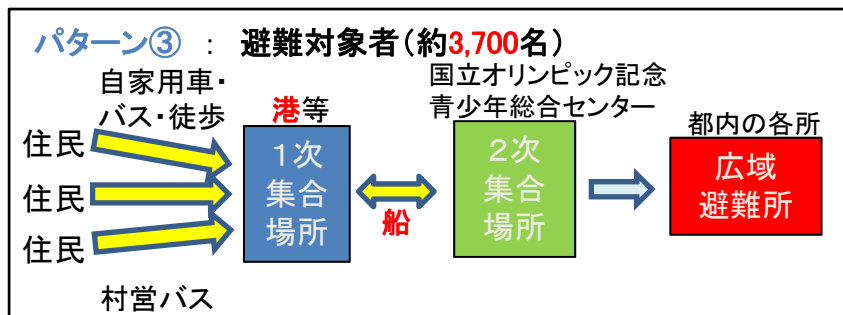 パターン③ : 避難対象者(約3,700名)
自家用車・
バス・徒歩
住民
住民
住民
村営バス
港等
1次
集合
場所
船
国立オリンピック記念
青少年総合センター
2次
集合
場所
都内の各所
広域
避難所